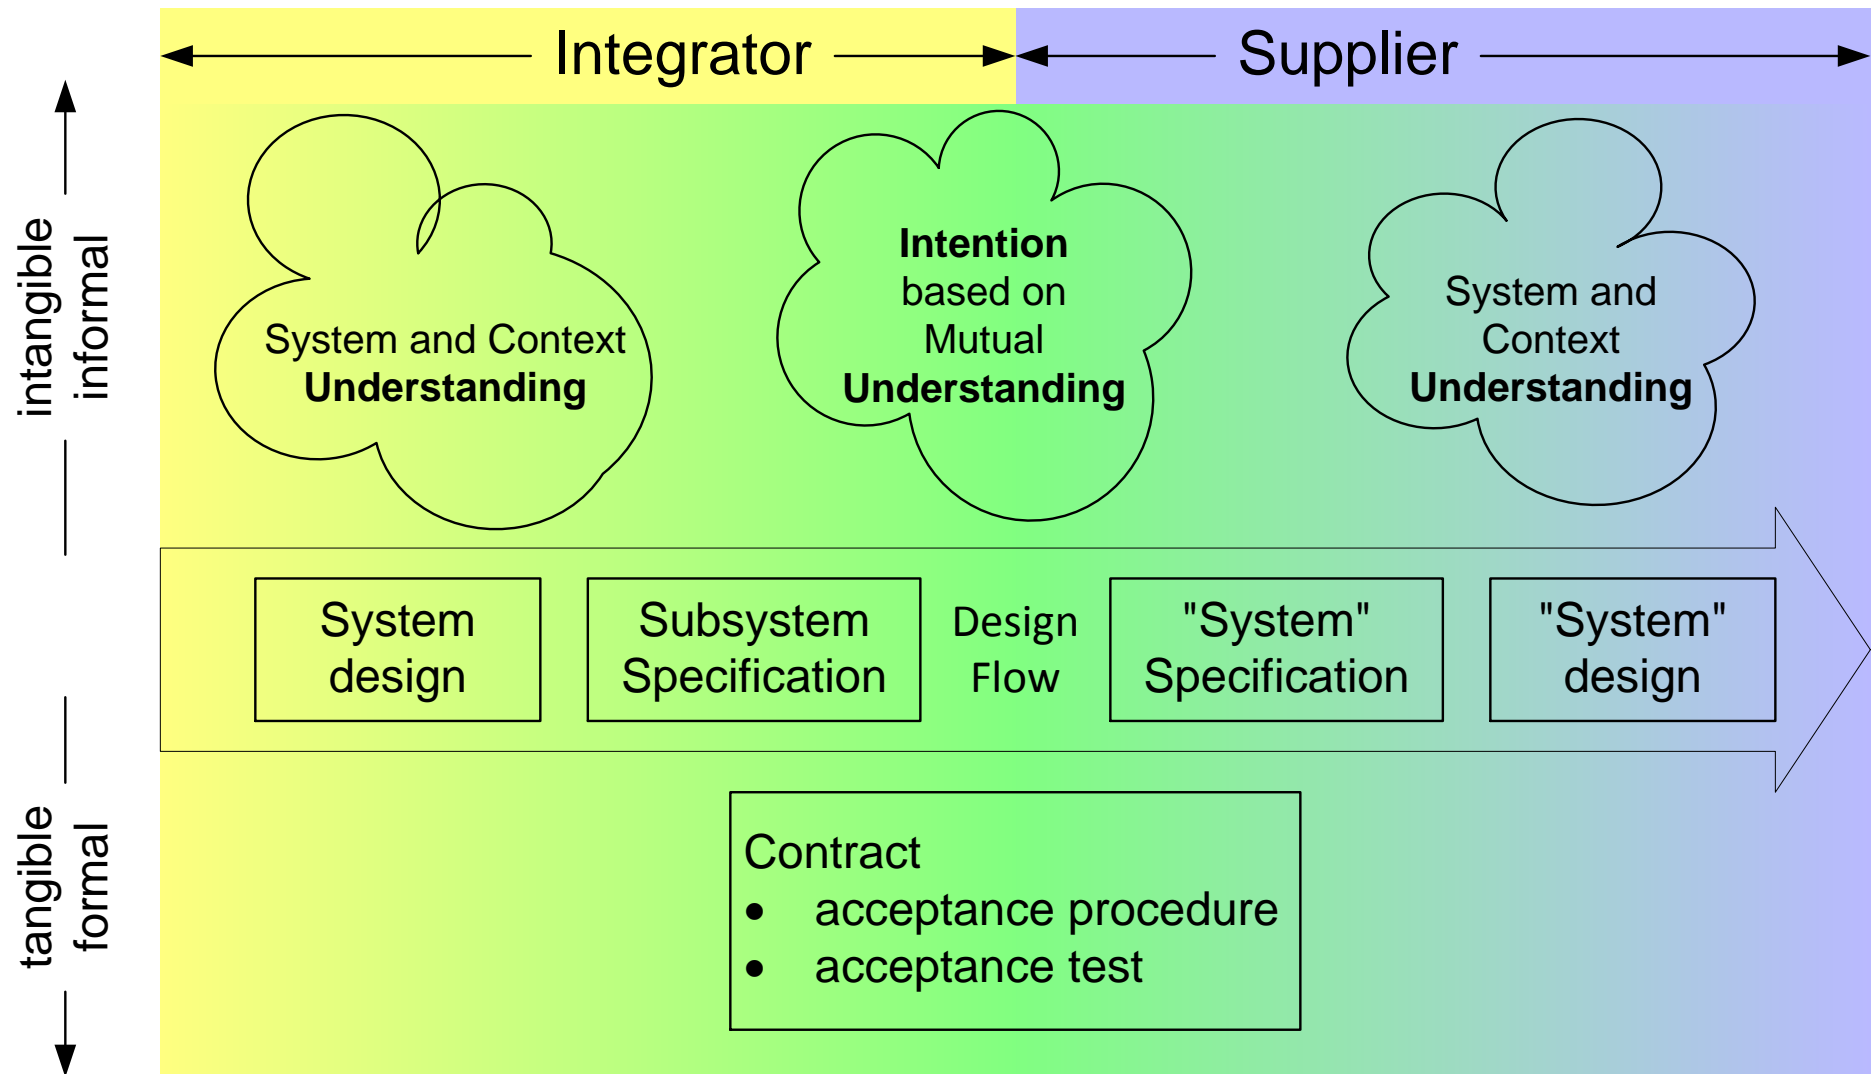 Integrator
Supplier
intangible
informal
System and Context
Understanding
Intention
based on
Mutual
Understanding
System and
Context
Understanding
System
design
Subsystem
Specification
Design
Flow
"System"
Specification
"System"
design
tangible
formal
Contract
• acceptance procedure
• acceptance test